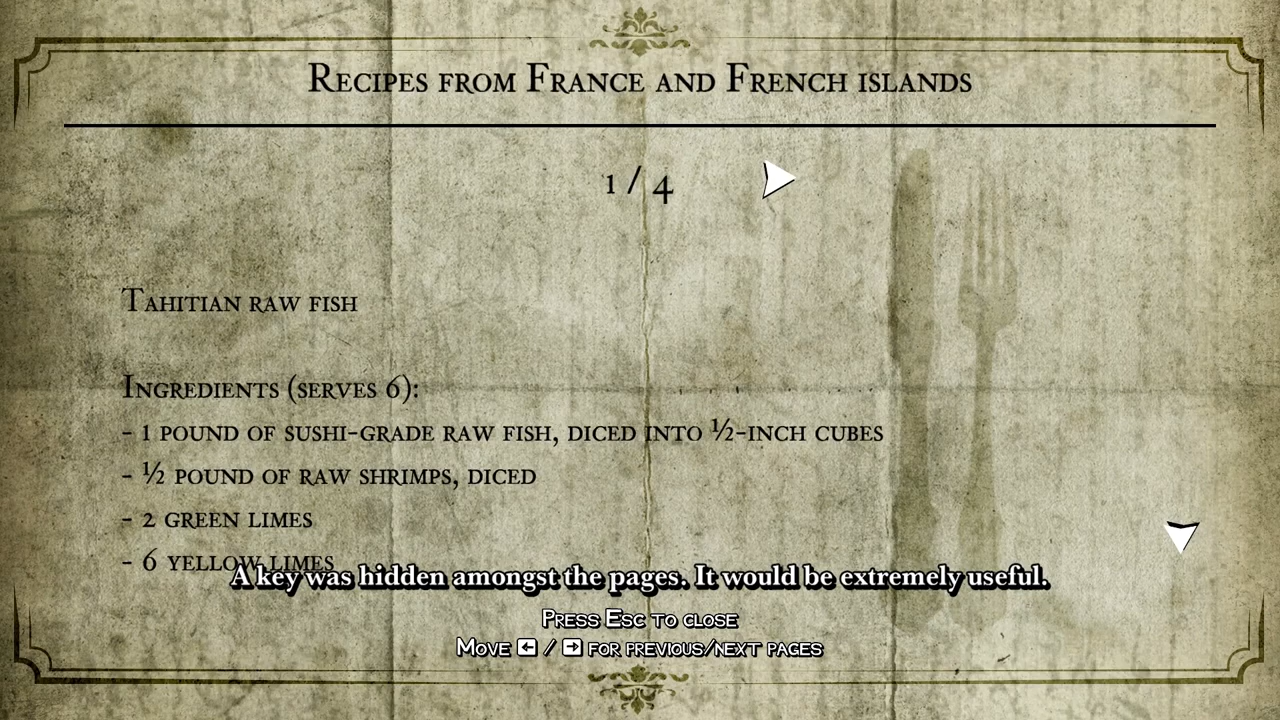 Recipes from France and French islands
1 / 4
Tahitian raw fish
Ingredients (serves 6):
- 1 pound of sushi-grade raw fish, diced into ½-inch cubes
- ½ pound of raw shrimps, diced
- 2 green limes
- 6 yellow limes
A key was hidden amongst the pages. It would be extremely useful.
Press Esc to close
Move ← / → for previous/next pages